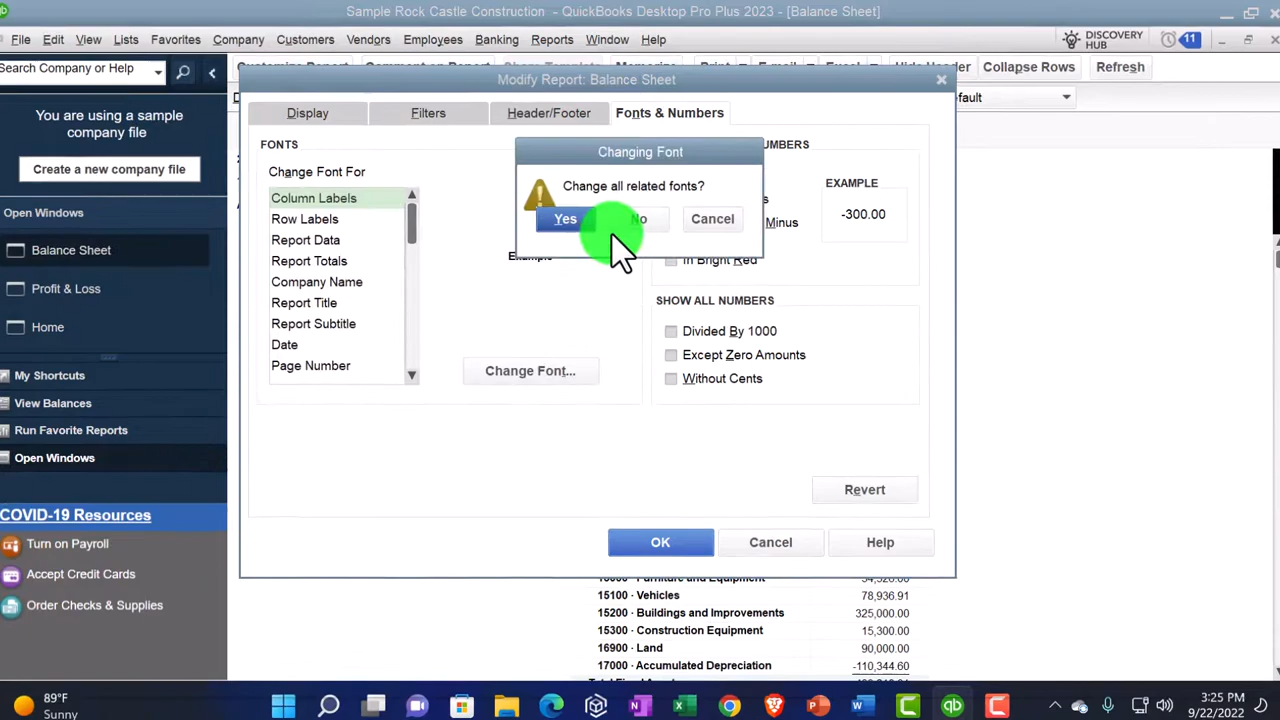 Sample Rock Castle Construction - QuickBooks Desktop Pro Plus 2023 - [Balance Sheet]
File Edit View Lists Favorites Company Customers Vendors Employees Banking Reports Window Help
DISCOVERY
HUB
11
Search Company or Help
Hide Header Collapse Rows Refresh
Modify Report: Balance Sheet
Display Filters Header/Footer Fonts & Numbers
You are using a sample
company file
Create a new company file
Open Windows
Balance Sheet
Profit & Loss
Home
My Shortcuts
View Balances
Run Favorite Reports
Open Windows
COVID-19 Resources
Turn on Payroll
Accept Credit Cards
Order Checks & Supplies
FONTS
Change Font For
Column Labels
Row Labels
Report Data
Report Totals
Company Name
Report Title
Report Subtitle
Date
Page Number
Changing Font
Change all related fonts?
Yes No Cancel
Example
Change Font...
EXAMPLE
-300.00
Minus
In Bright Red
SHOW ALL NUMBERS
Divided By 1000
Except Zero Amounts
Without Cents
Revert
OK Cancel Help
15100 · Vehicles 78,936.91
15200 · Buildings and Improvements 325,000.00
15300 · Construction Equipment 15,300.00
16900 · Land 90,000.00
17000 · Accumulated Depreciation -110,344.60
89°F
Sunny
3:25 PM
9/22/2022